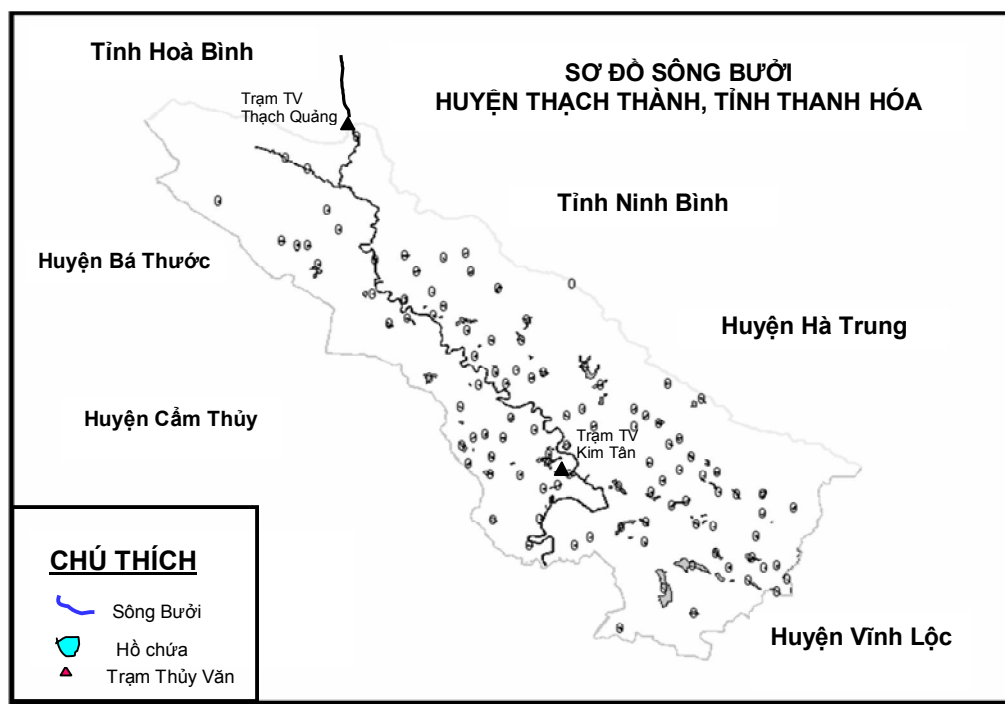 Tỉnh Hoà Bình
SƠ ĐỒ SÔNG BƯỞI
HUYỆN THẠCH THÀNH, TỈNH THANH HÓA
Trạm TV
Thạch Quảng
Tỉnh Ninh Bình
Huyện Bá Thước
Huyện Hà Trung
Huyện Cẩm Thủy
Trạm TV
Kim Tân
CHÚ THÍCH
Sông Bưởi
Hồ chứa
Trạm Thủy Văn
Huyện Vĩnh Lộc